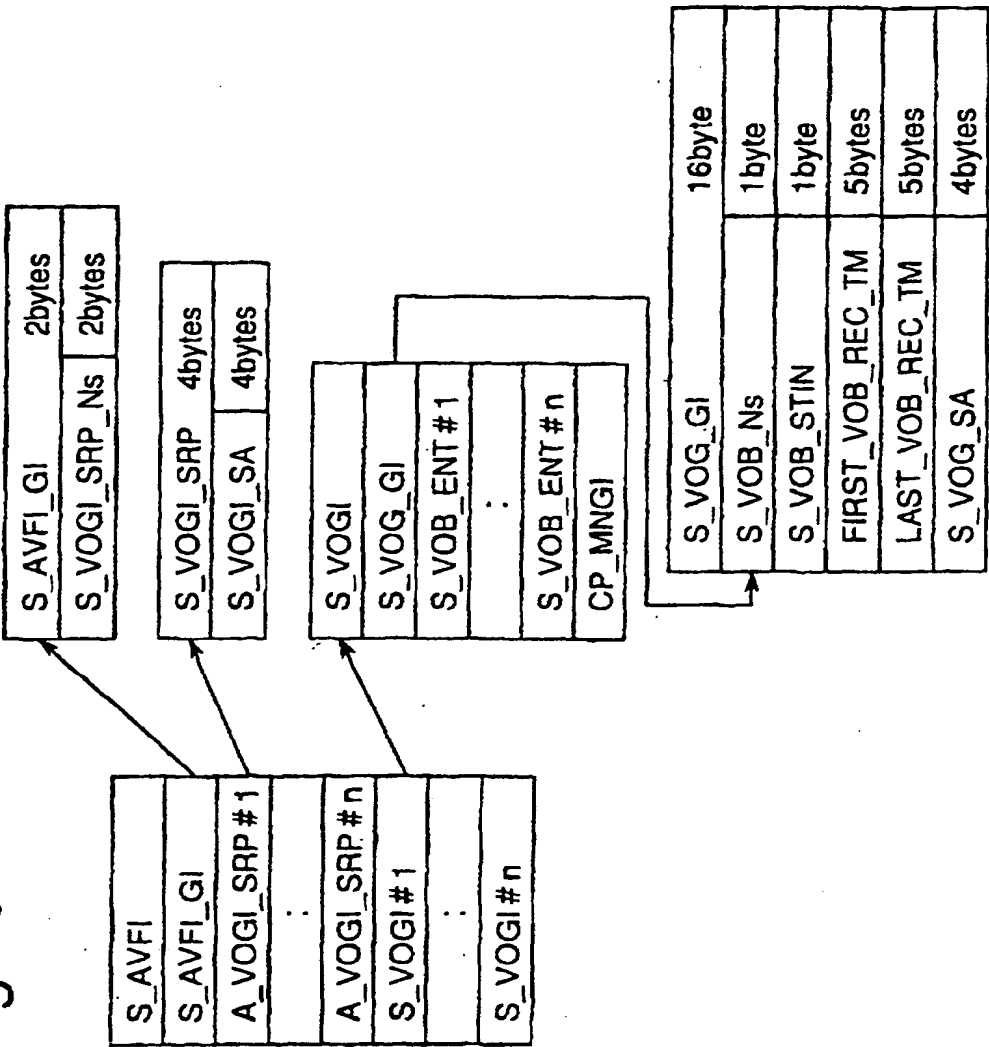 S_AVFI
S_AVFI_GI
A_VOGI_SRP#1
:
A_VOGI_SRP.#n
S_VOGI#1
:
S_VOGI#n
S_AVFI_GI 2bytes
S_VOGI_SRP_Ns 2bytes
S_VOGI_SRP 4bytes
S_VOGI_SA 4bytes
S_VOGI
S_VOG_GI
S_VOB_ENT#1
:
S_VOB_ENT#n
CP_MNGI
S_VOG_GI 16byte
S_VOB_Ns 1byte
S_VOB_STIN 1byte
FIRST_VOB_REC_TM 5bytes
LAST_VOB_REC_TM 5bytes
S_VOG_SA 4bytes